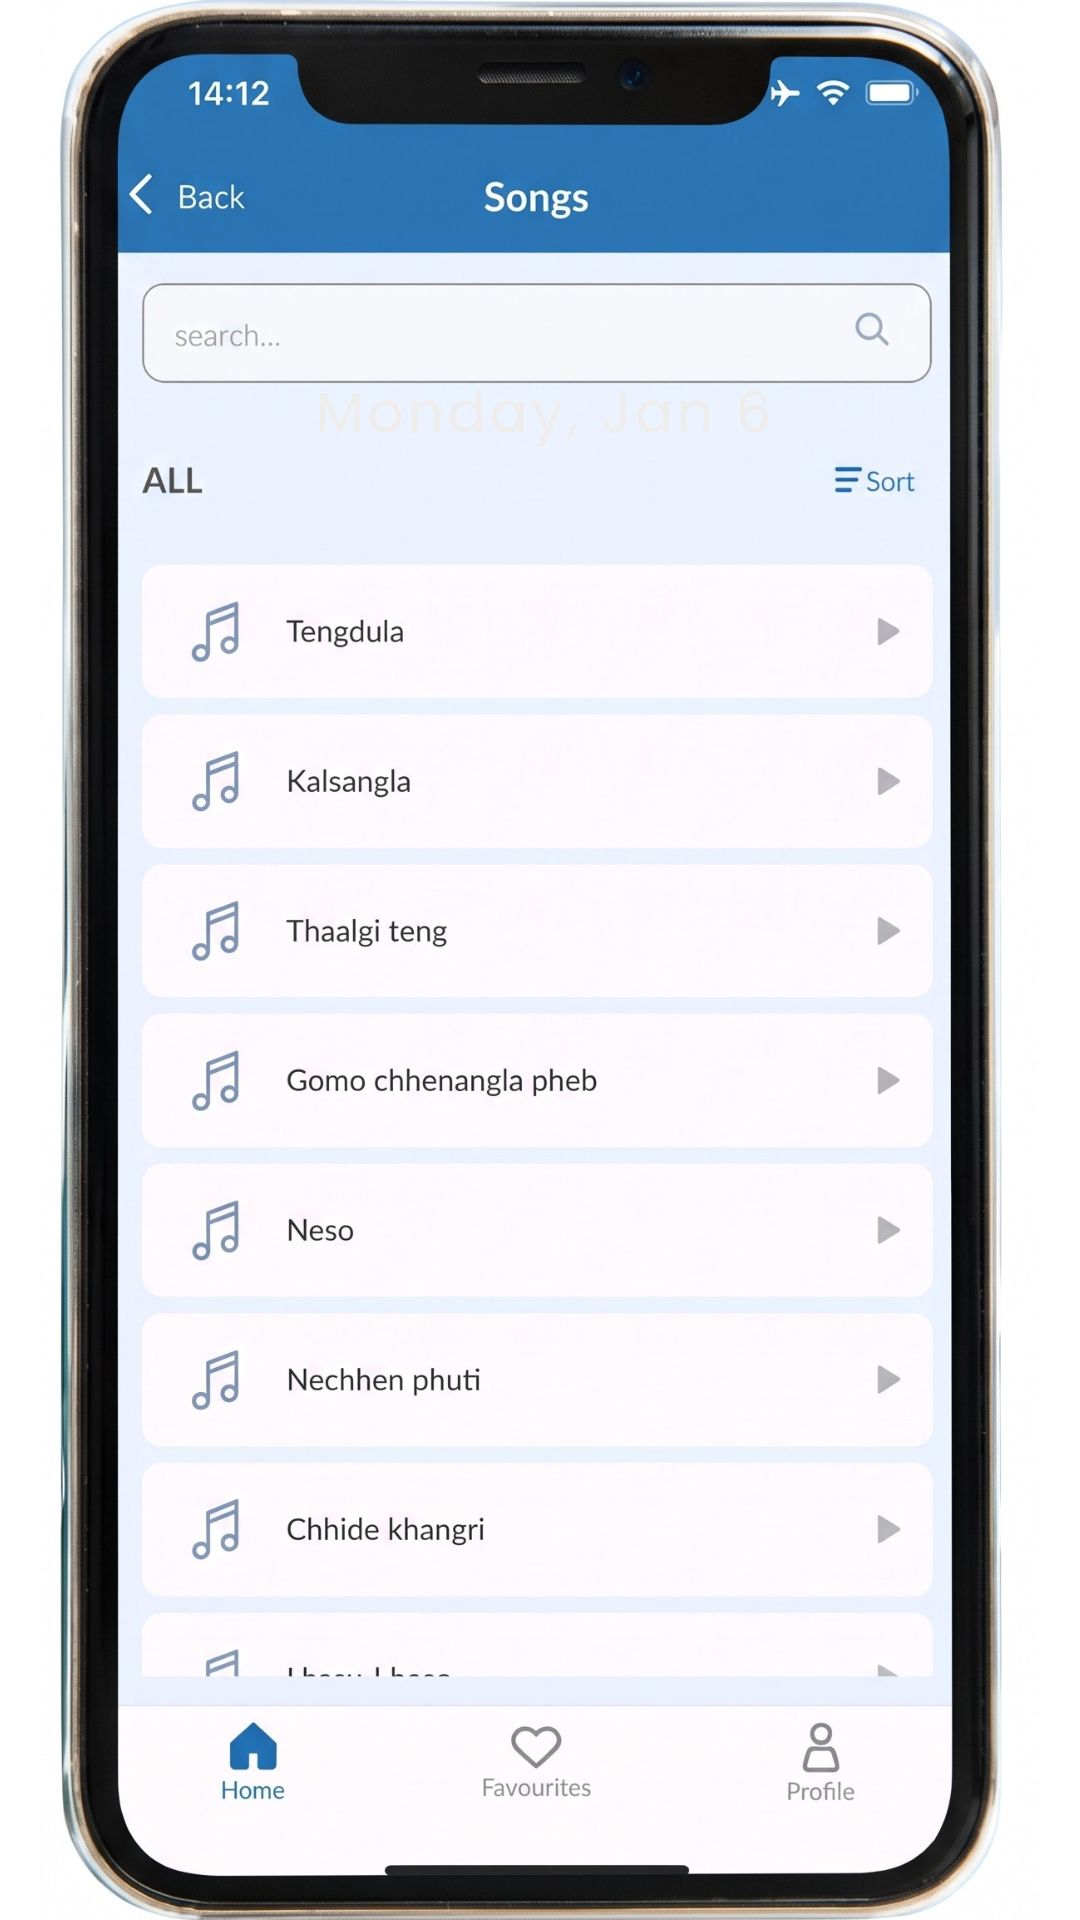 14:12
Back
Songs
search...
Monday, Jan 6
ALL
Sort
Tengdula
Kalsangla
Thaalgi teng
Gomo chhenangla pheb
Neso
Nechhen phuti
Chhide khangri
Home
Favourites
Profile